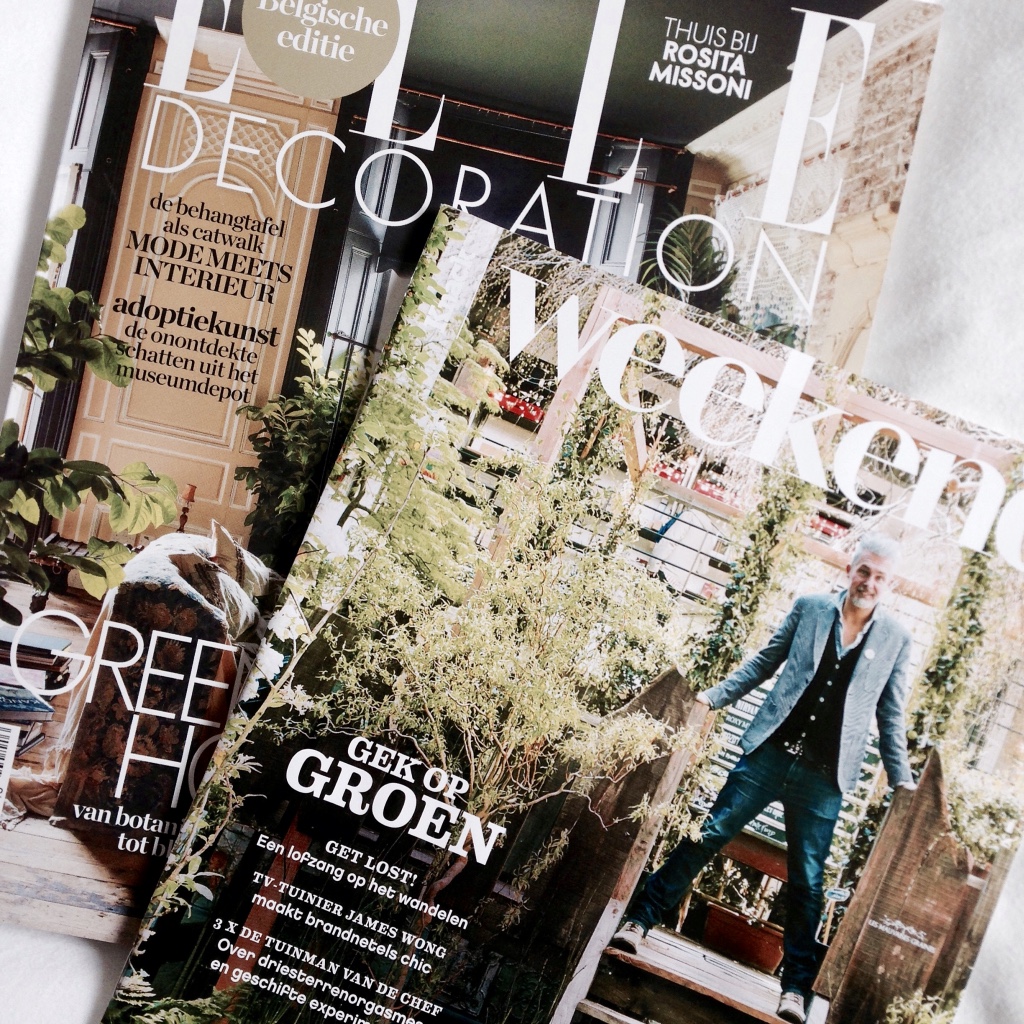 Belgische
editie
ELLE
DECORATION
THUIS BIJ
ROSITA
MISSONI
de behangtafel
als catwalk
MODE MEETS
INTERIEUR
adoptiekunst
de onontdekte
schatten uit het
museumdepot
GREEN
HO
van botan
tot bl
weekend
GEK OP
GROEN
GET LOST!
Een lofzang op het wandelen
TV-TUINIER JAMES WONG
maakt brandnetels chic
3 X DE TUINMAN VAN DE CHEF
Over driesterrenorgasmes
en geschifte experim